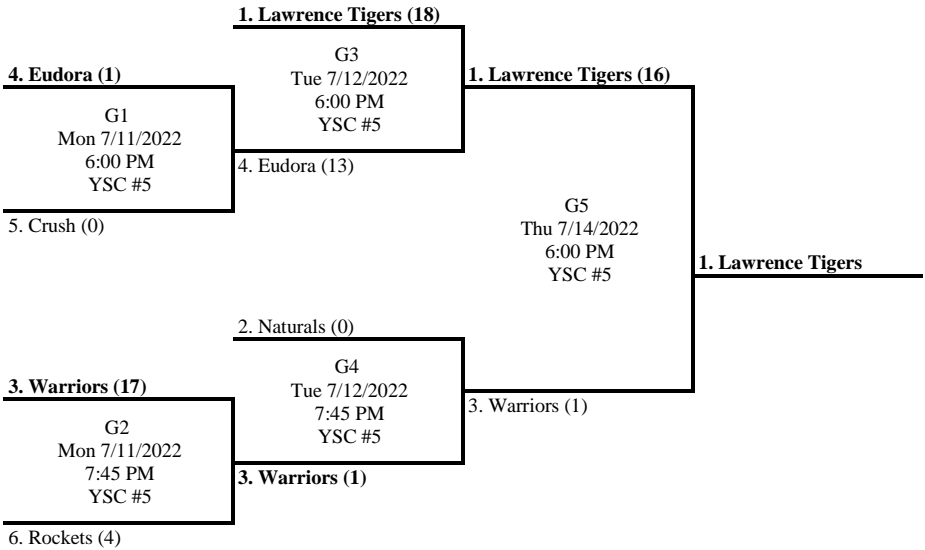 1. Lawrence Tigers (18)
G3
Tue 7/12/2022
6:00 PM
YSC #5
4. Eudora (1)
1. Lawrence Tigers (16)
G1
Mon 7/11/2022
6:00 PM
YSC #5
4. Eudora (13)
5. Crush (0)
G5
Thu 7/14/2022
6:00 PM
YSC #5
1. Lawrence Tigers
2. Naturals (0)
G4
Tue 7/12/2022
7:45 PM
YSC #5
3. Warriors (17)
3. Warriors (1)
G2
Mon 7/11/2022
7:45 PM
YSC #5
3. Warriors (1)
6. Rockets (4)